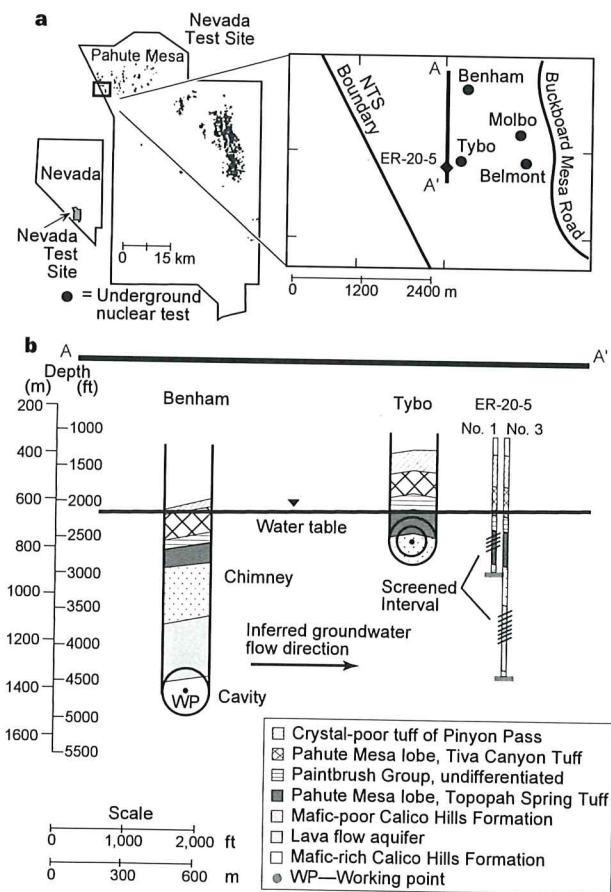 a
Nevada
Test Site
Pahute Mesa
Nevada
Nevada
Test
Site
0 15 km
= Underground
nuclear test
NTS
Boundary
A
Benham
Molbo
Tybo
ER-20-5
Belmont
A'
Buckboard Mesa Road
0 1200 2400 m
b
A A'
Depth
(m) (ft)
200
400
600
800
1000
1200
1400
1600
1000
1500
2000
2500
3000
3500
4000
4500
5000
5500
Benham
Tybo
ER-20-5
No. 1 No. 3
Water table
Chimney
Screened
Interval
Inferred groundwater
flow direction
WP
Cavity
Scale
0 1,000 2,000 ft
0 300 600 m
Crystal-poor tuff of Pinyon Pass
Pahute Mesa lobe, Tiva Canyon Tuff
Paintbrush Group, undifferentiated
Pahute Mesa lobe, Topopah Spring Tuff
Mafic-poor Calico Hills Formation
Lava flow aquifer
Mafic-rich Calico Hills Formation
WP—Working point